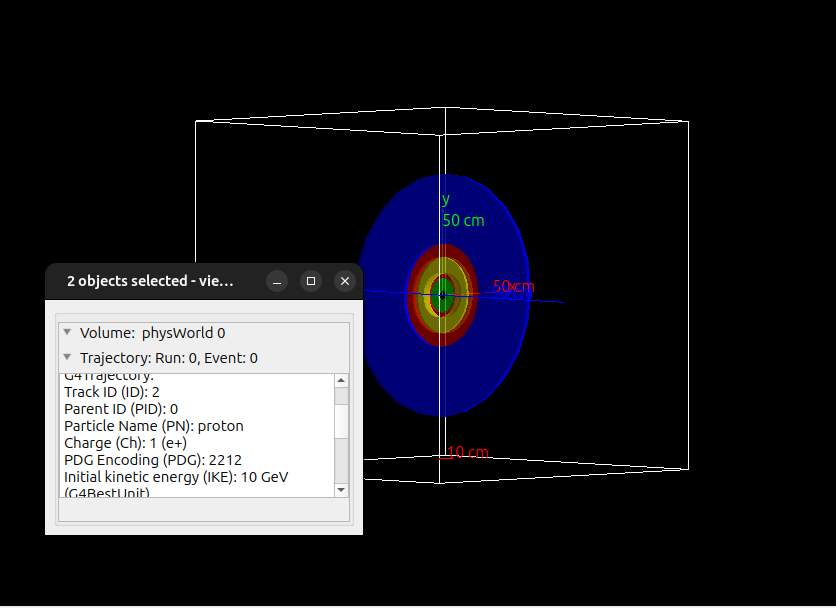 y
50 cm
50 cm
2 objects selected - vie...
Volume: physWorld 0
Trajectory: Run: 0, Event: 0
G4Trajectory:
Track ID (ID): 2
Parent ID (PID): 0
Particle Name (PN): proton
Charge (Ch): 1 (e+)
PDG Encoding (PDG): 2212
Initial kinetic energy (IKE): 10 GeV
(G4BestUnit)
10 cm